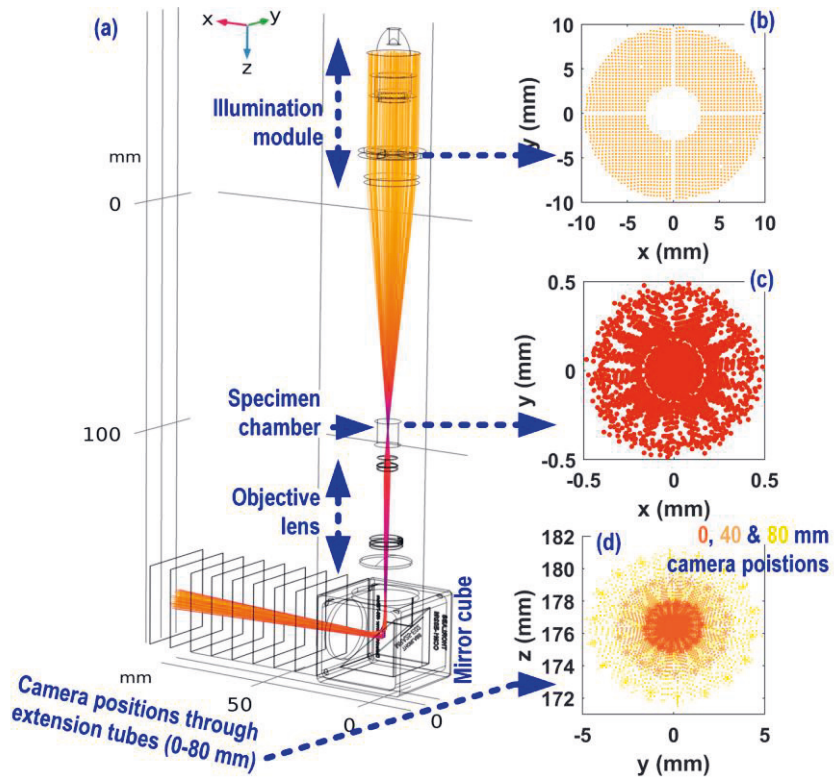 (a)
x
y
z
Illumination
module
mm
0
100
Specimen
chamber
Objective
lens
Mirror cube
mm
50
0
0
Camera positions through
extension tubes (0-80 mm)
(b)
10
5
0
-5
-10
y (mm)
-10
-5
0
5
10
x (mm)
(c)
0.5
0
-0.5
y (mm)
-0.5
0
0.5
x (mm)
(d)
0, 40 & 80 mm
camera poistions
182
180
178
176
174
172
z (mm)
-5
0
5
y (mm)